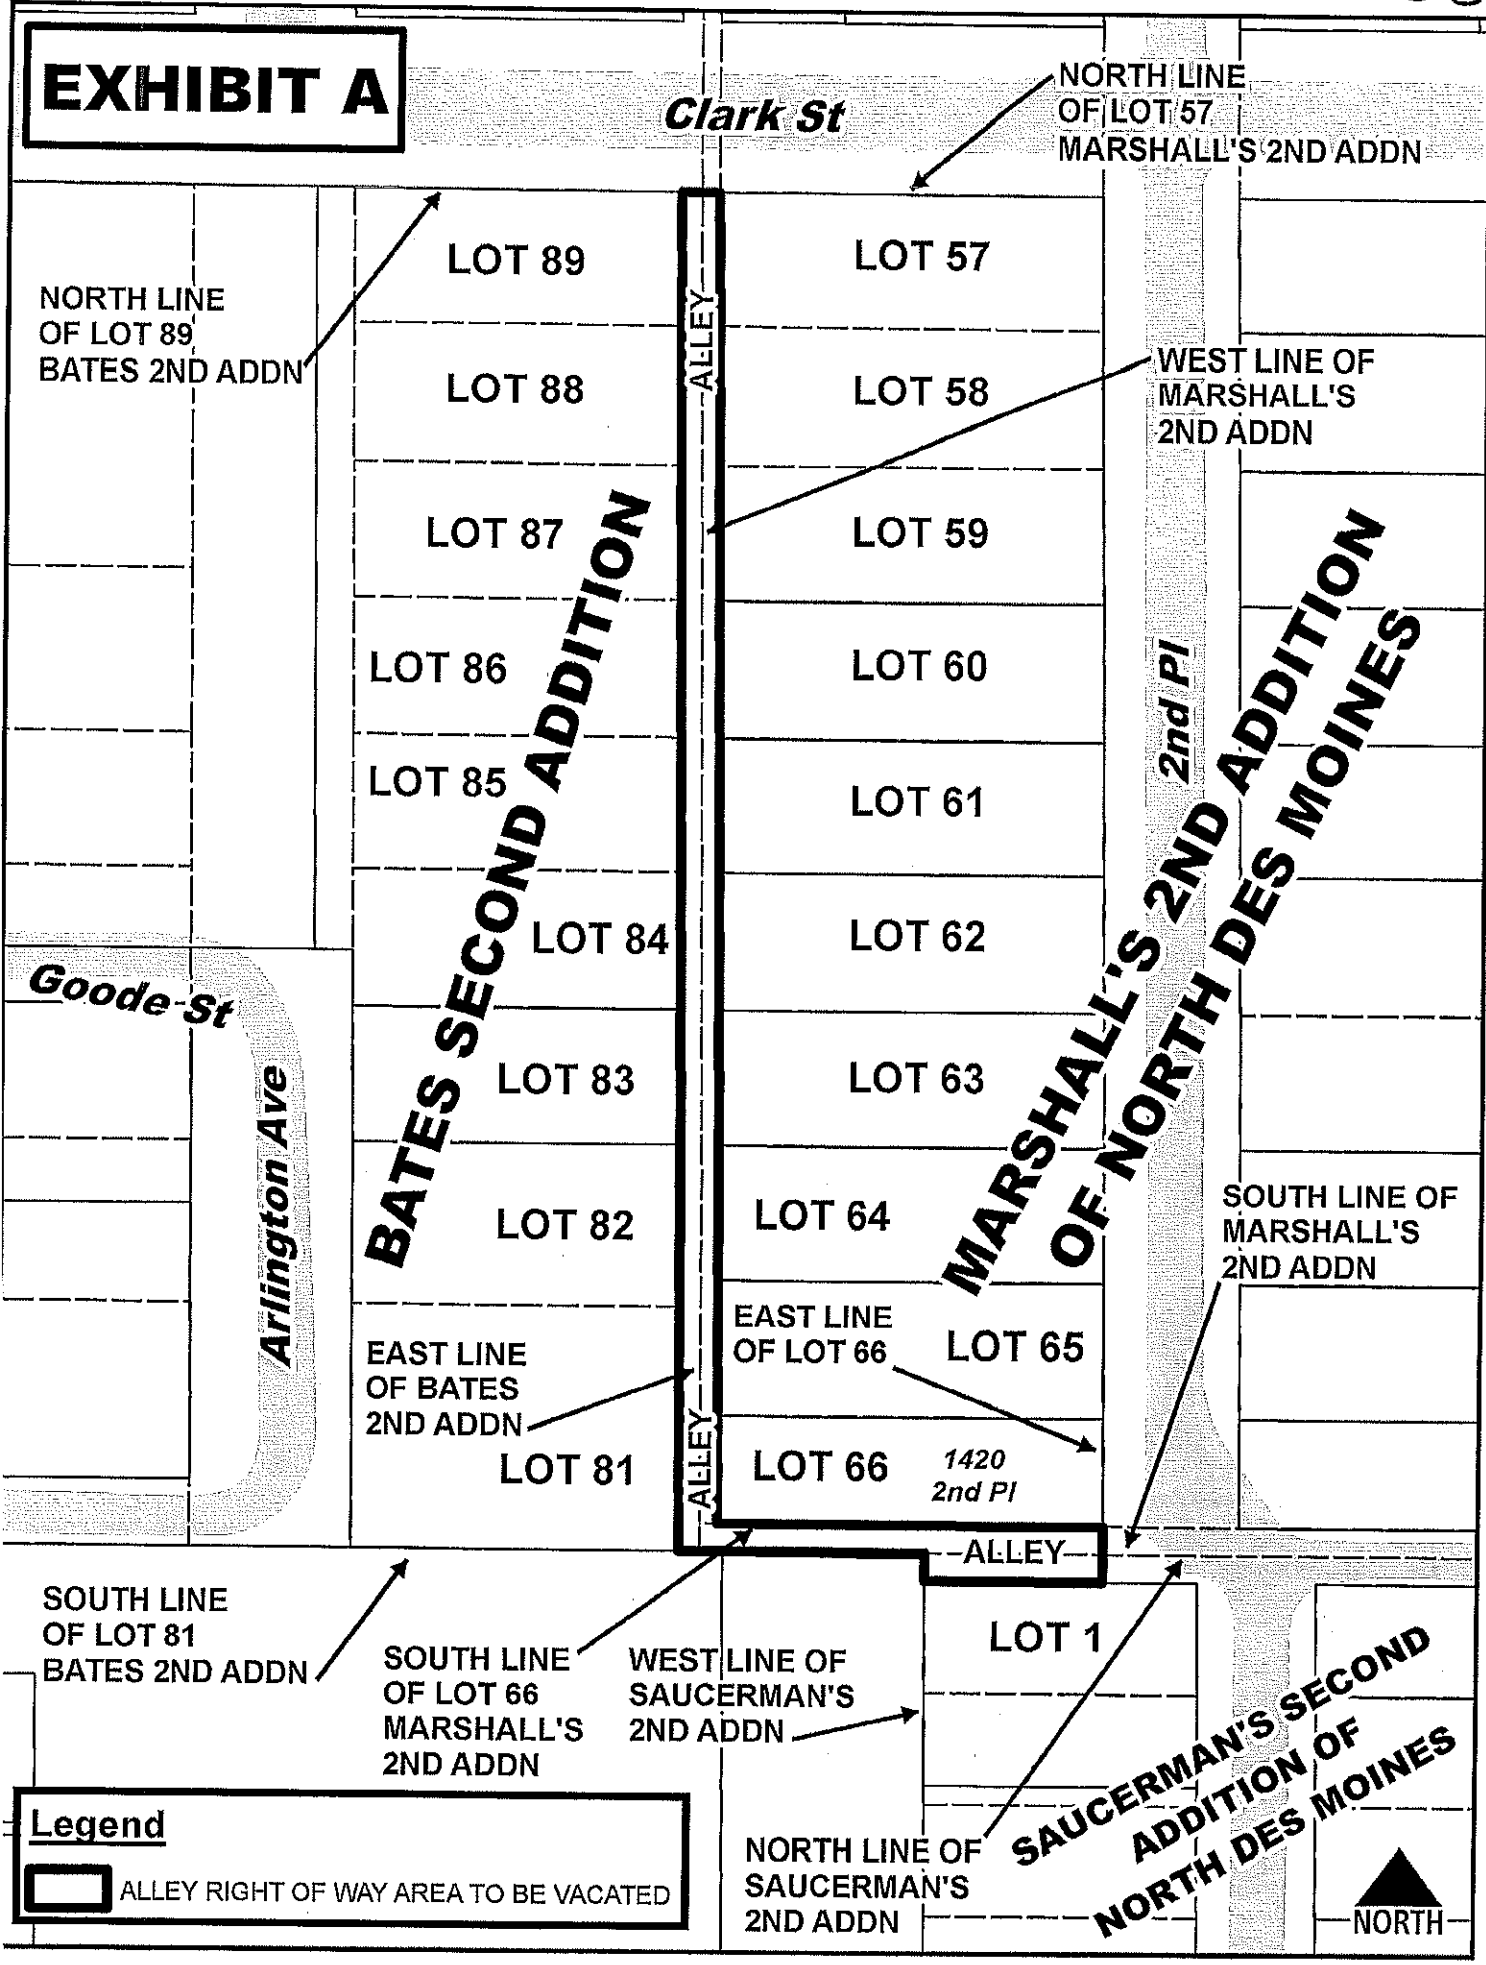 EXHIBIT A
Clark St
NORTH LINE
OF LOT 57
MARSHALL'S 2ND ADDN
LOT 89
LOT 57
NORTH LINE
OF LOT 89
BATES 2ND ADDN
ALLEY
WEST LINE OF
MARSHALL'S
2ND ADDN
LOT 88
LOT 58
LOT 87
LOT 59
BATES SECOND ADDITION
MARSHALL'S 2ND ADDITION
OF NORTH DES MOINES
2nd Pl
LOT 86
LOT 60
LOT 85
LOT 61
LOT 84
LOT 62
Goode St
Arlington Ave
LOT 83
LOT 63
LOT 82
LOT 64
SOUTH LINE OF
MARSHALL'S
2ND ADDN
EAST LINE
OF LOT 66
LOT 65
EAST LINE
OF BATES
2ND ADDN
ALLEY
LOT 81
LOT 66
1420
2nd Pl
ALLEY
SOUTH LINE
OF LOT 81
BATES 2ND ADDN
SOUTH LINE
OF LOT 66
MARSHALL'S
2ND ADDN
WEST LINE OF
SAUCERMAN'S
2ND ADDN
LOT 1
SAUCERMAN'S SECOND
ADDITION OF
NORTH DES MOINES
NORTH LINE OF
SAUCERMAN'S
2ND ADDN
Legend
ALLEY RIGHT OF WAY AREA TO BE VACATED
NORTH